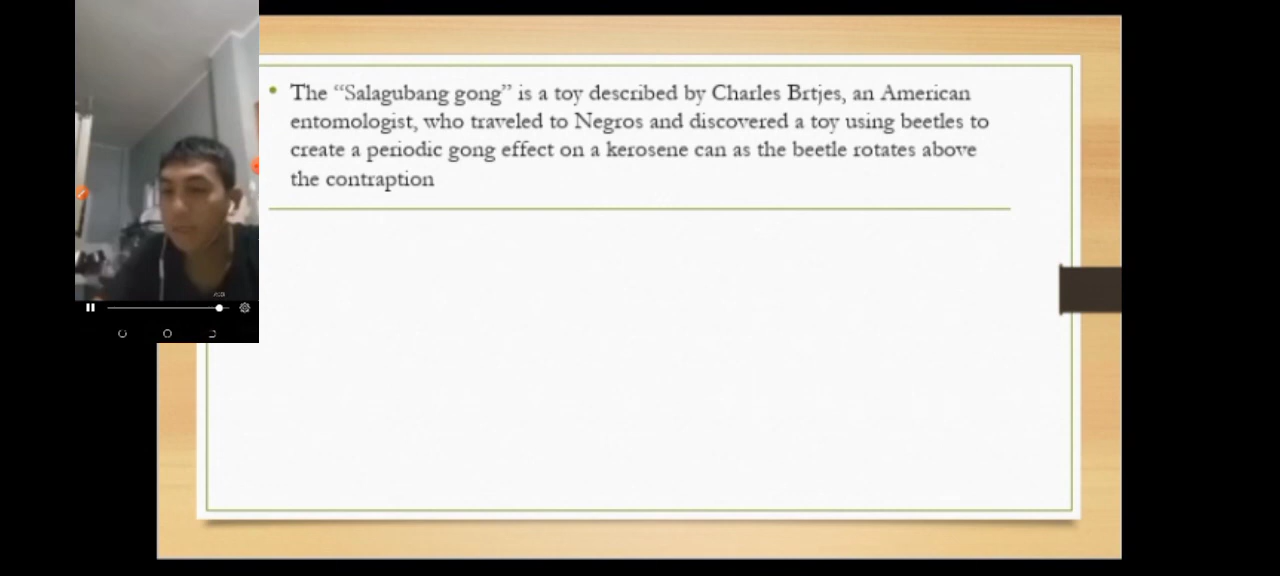 The “Salagubang gong” is a toy described by Charles Brtjes, an American
entomologist, who traveled to Negros and discovered a toy using beetles to
create a periodic gong effect on a kerosene can as the beetle rotates above
the contraption